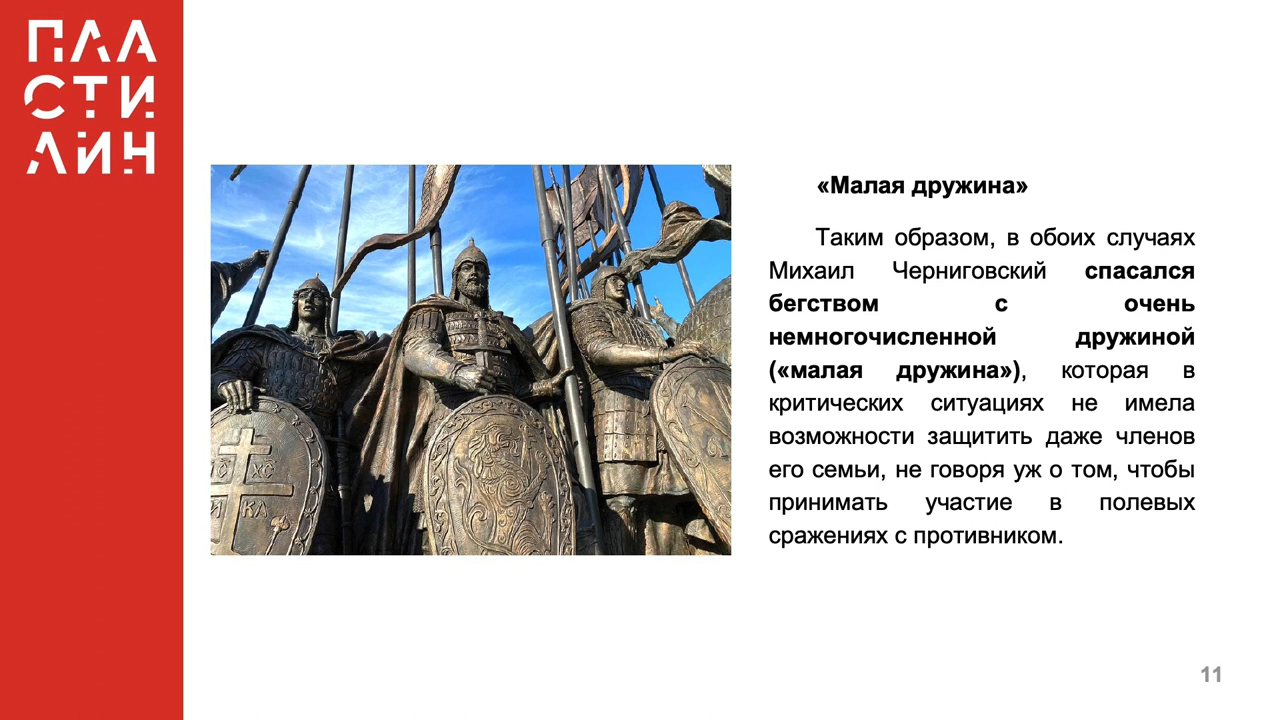 ПЛА
СТИ
ЛИН
«Малая дружина»
Таким образом, в обоих случаях
Михаил Черниговский спасался
бегством с очень
немногочисленной дружиной
(«малая дружина»), которая в
критических ситуациях не имела
возможности защитить даже членов
его семьи, не говоря уж о том, чтобы
принимать участие в полевых
сражениях с противником.
ХС
КА
11